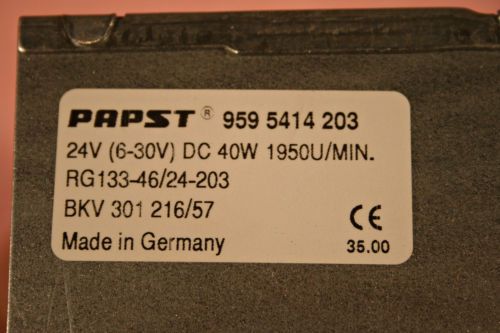 PAPST® 959 5414 203
24V (6-30V) DC 40W 1950U/MIN.
RG133-46/24-203
BKV 301 216/57 CE
Made in Germany 35.00